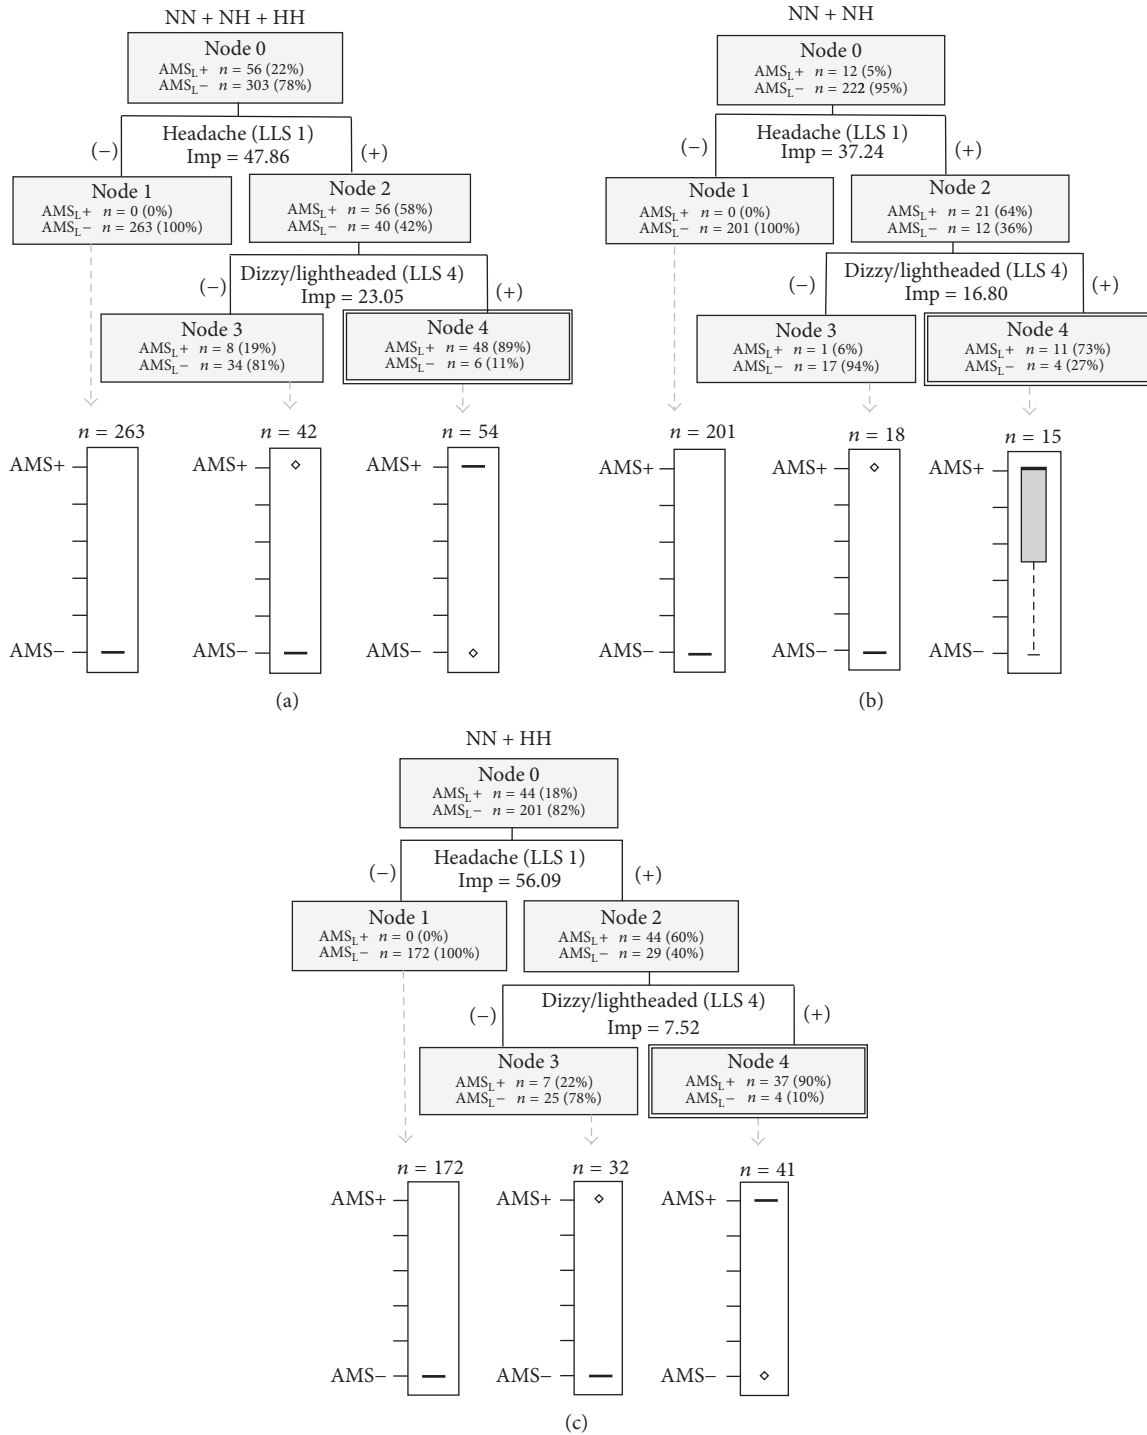 NN + NH + HH
Node 0
AMSL+ n = 56 (22%)
AMSL− n = 303 (78%)
Headache (LLS 1)
Imp = 47.86
(−)
(+)
Node 1
AMSL+ n = 0 (0%)
AMSL− n = 263 (100%)
Node 2
AMSL+ n = 56 (58%)
AMSL− n = 40 (42%)
Dizzy/lightheaded (LLS 4)
Imp = 23.05
(−)
(+)
Node 3
AMSL+ n = 8 (19%)
AMSL− n = 34 (81%)
Node 4
AMSL+ n = 48 (89%)
AMSL− n = 6 (11%)
n = 263
n = 42
n = 54
AMS+
AMS+
AMS+
AMS−
AMS−
AMS−
(a)
NN + NH
Node 0
AMSL+ n = 12 (5%)
AMSL− n = 222 (95%)
Headache (LLS 1)
Imp = 37.24
(−)
(+)
Node 1
AMSL+ n = 0 (0%)
AMSL− n = 201 (100%)
Node 2
AMSL+ n = 21 (64%)
AMSL− n = 12 (36%)
Dizzy/lightheaded (LLS 4)
Imp = 16.80
(−)
(+)
Node 3
AMSL+ n = 1 (6%)
AMSL− n = 17 (94%)
Node 4
AMSL+ n = 11 (73%)
AMSL− n = 4 (27%)
n = 201
n = 18
n = 15
AMS+
AMS+
AMS+
AMS−
AMS−
AMS−
(b)
NN + HH
Node 0
AMSL+ n = 44 (18%)
AMSL− n = 201 (82%)
Headache (LLS 1)
Imp = 56.09
(−)
(+)
Node 1
AMSL+ n = 0 (0%)
AMSL− n = 172 (100%)
Node 2
AMSL+ n = 44 (60%)
AMSL− n = 29 (40%)
Dizzy/lightheaded (LLS 4)
Imp = 7.52
(−)
(+)
Node 3
AMSL+ n = 7 (22%)
AMSL− n = 25 (78%)
Node 4
AMSL+ n = 37 (90%)
AMSL− n = 4 (10%)
n = 172
n = 32
n = 41
AMS+
AMS+
AMS+
AMS−
AMS−
AMS−
(c)